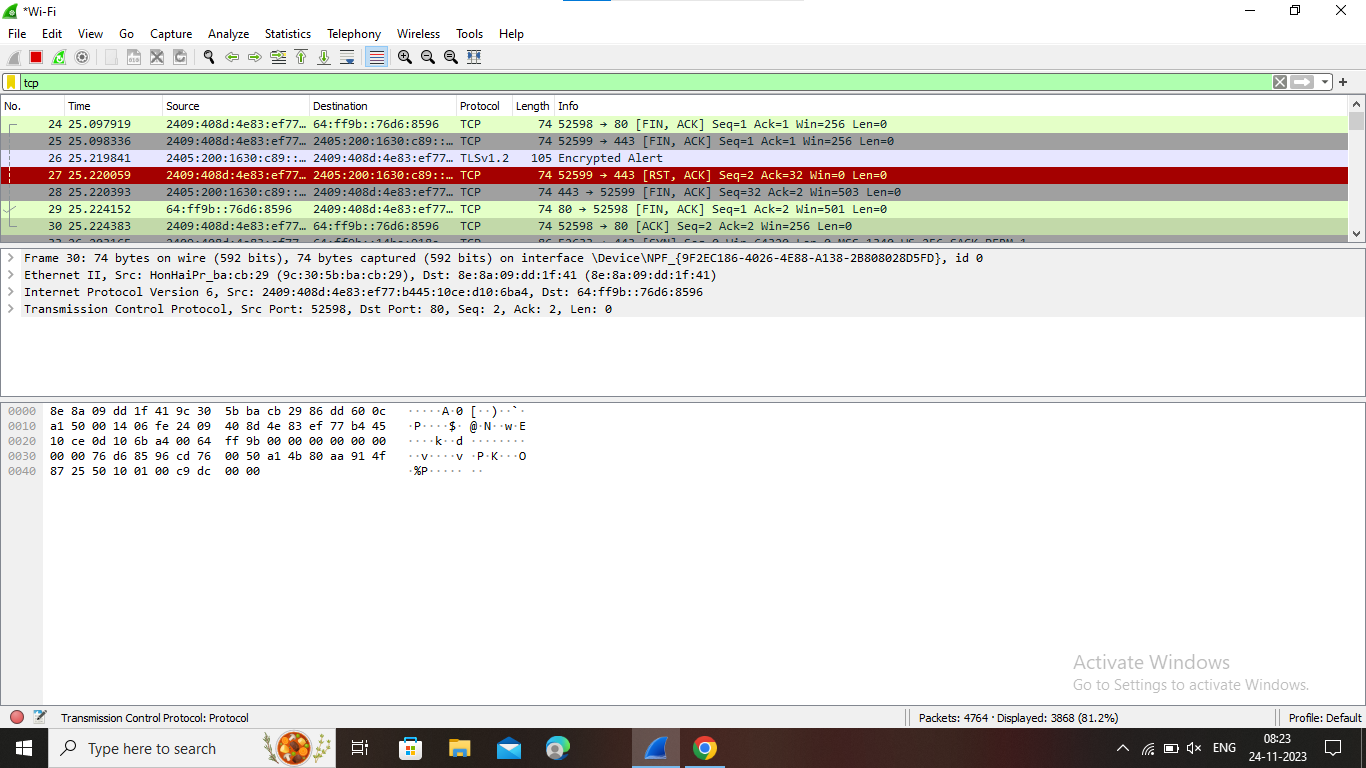 *Wi-Fi
File Edit View Go Capture Analyze Statistics Telephony Wireless Tools Help
tcp
No. Time Source Destination Protocol Length Info
24 25.097919 2409:408d:4e83:ef77… 64:ff9b::76d6:8596 TCP 74 52598 → 80 [FIN, ACK] Seq=1 Ack=1 Win=256 Len=0
25 25.098336 2409:408d:4e83:ef77… 2405:200:1630:c89::… TCP 74 52599 → 443 [FIN, ACK] Seq=1 Ack=1 Win=256 Len=0
26 25.219841 2405:200:1630:c89::… 2409:408d:4e83:ef77… TLSv1.2 105 Encrypted Alert
27 25.220059 2409:408d:4e83:ef77… 2405:200:1630:c89::… TCP 74 52599 → 443 [RST, ACK] Seq=2 Ack=32 Win=0 Len=0
28 25.220393 2405:200:1630:c89::… 2409:408d:4e83:ef77… TCP 74 443 → 52599 [FIN, ACK] Seq=32 Ack=2 Win=503 Len=0
29 25.224152 64:ff9b::76d6:8596 2409:408d:4e83:ef77… TCP 74 80 → 52598 [FIN, ACK] Seq=1 Ack=2 Win=501 Len=0
30 25.224383 2409:408d:4e83:ef77… 64:ff9b::76d6:8596 TCP 74 52598 → 80 [ACK] Seq=2 Ack=2 Win=256 Len=0
Frame 30: 74 bytes on wire (592 bits), 74 bytes captured (592 bits) on interface \Device\NPF_{9F2EC186-4026-4E88-A138-2B808028D5FD}, id 0
Ethernet II, Src: HonHaiPr_ba:cb:29 (9c:30:5b:ba:cb:29), Dst: 8e:8a:09:dd:1f:41 (8e:8a:09:dd:1f:41)
Internet Protocol Version 6, Src: 2409:408d:4e83:ef77:b445:10ce:d10:6ba4, Dst: 64:ff9b::76d6:8596
Transmission Control Protocol, Src Port: 52598, Dst Port: 80, Seq: 2, Ack: 2, Len: 0
0000 8e 8a 09 dd 1f 41 9c 30 5b ba cb 29 86 dd 60 0c ·····A·0 [··)··`·
0010 a1 50 00 14 06 fe 24 09 40 8d 4e 83 ef 77 b4 45 ·P····$· @·N··w·E
0020 10 ce 0d 10 6b a4 00 64 ff 9b 00 00 00 00 00 00 ····k··d ········
0030 00 00 76 d6 85 96 cd 76 00 50 a1 4b 80 aa 91 4f ··v····v ·P·K···O
0040 87 25 50 10 01 00 c9 dc 00 00 ·%P····· ··
Activate Windows
Go to Settings to activate Windows.
Transmission Control Protocol: Protocol Packets: 4764 · Displayed: 3868 (81.2%) Profile: Default
Type here to search ENG 08:23
24-11-2023